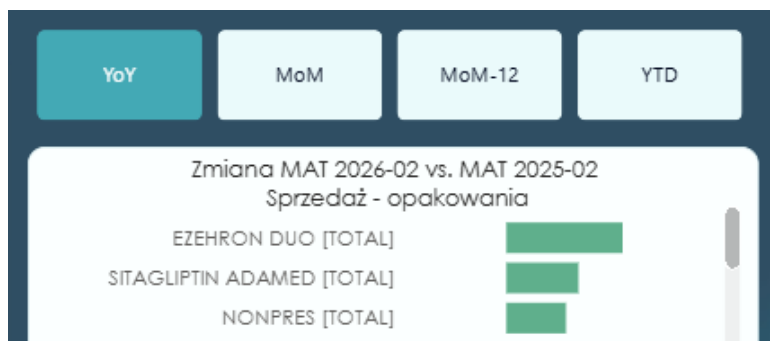 YoY
MoM
MoM-12
YTD
Zmiana MAT 2026-02 vs. MAT 2025-02
Sprzedaż - opakowania
EZEHRON DUO [TOTAL]
SITAGLIPTIN ADAMED [TOTAL]
NONPRES [TOTAL]